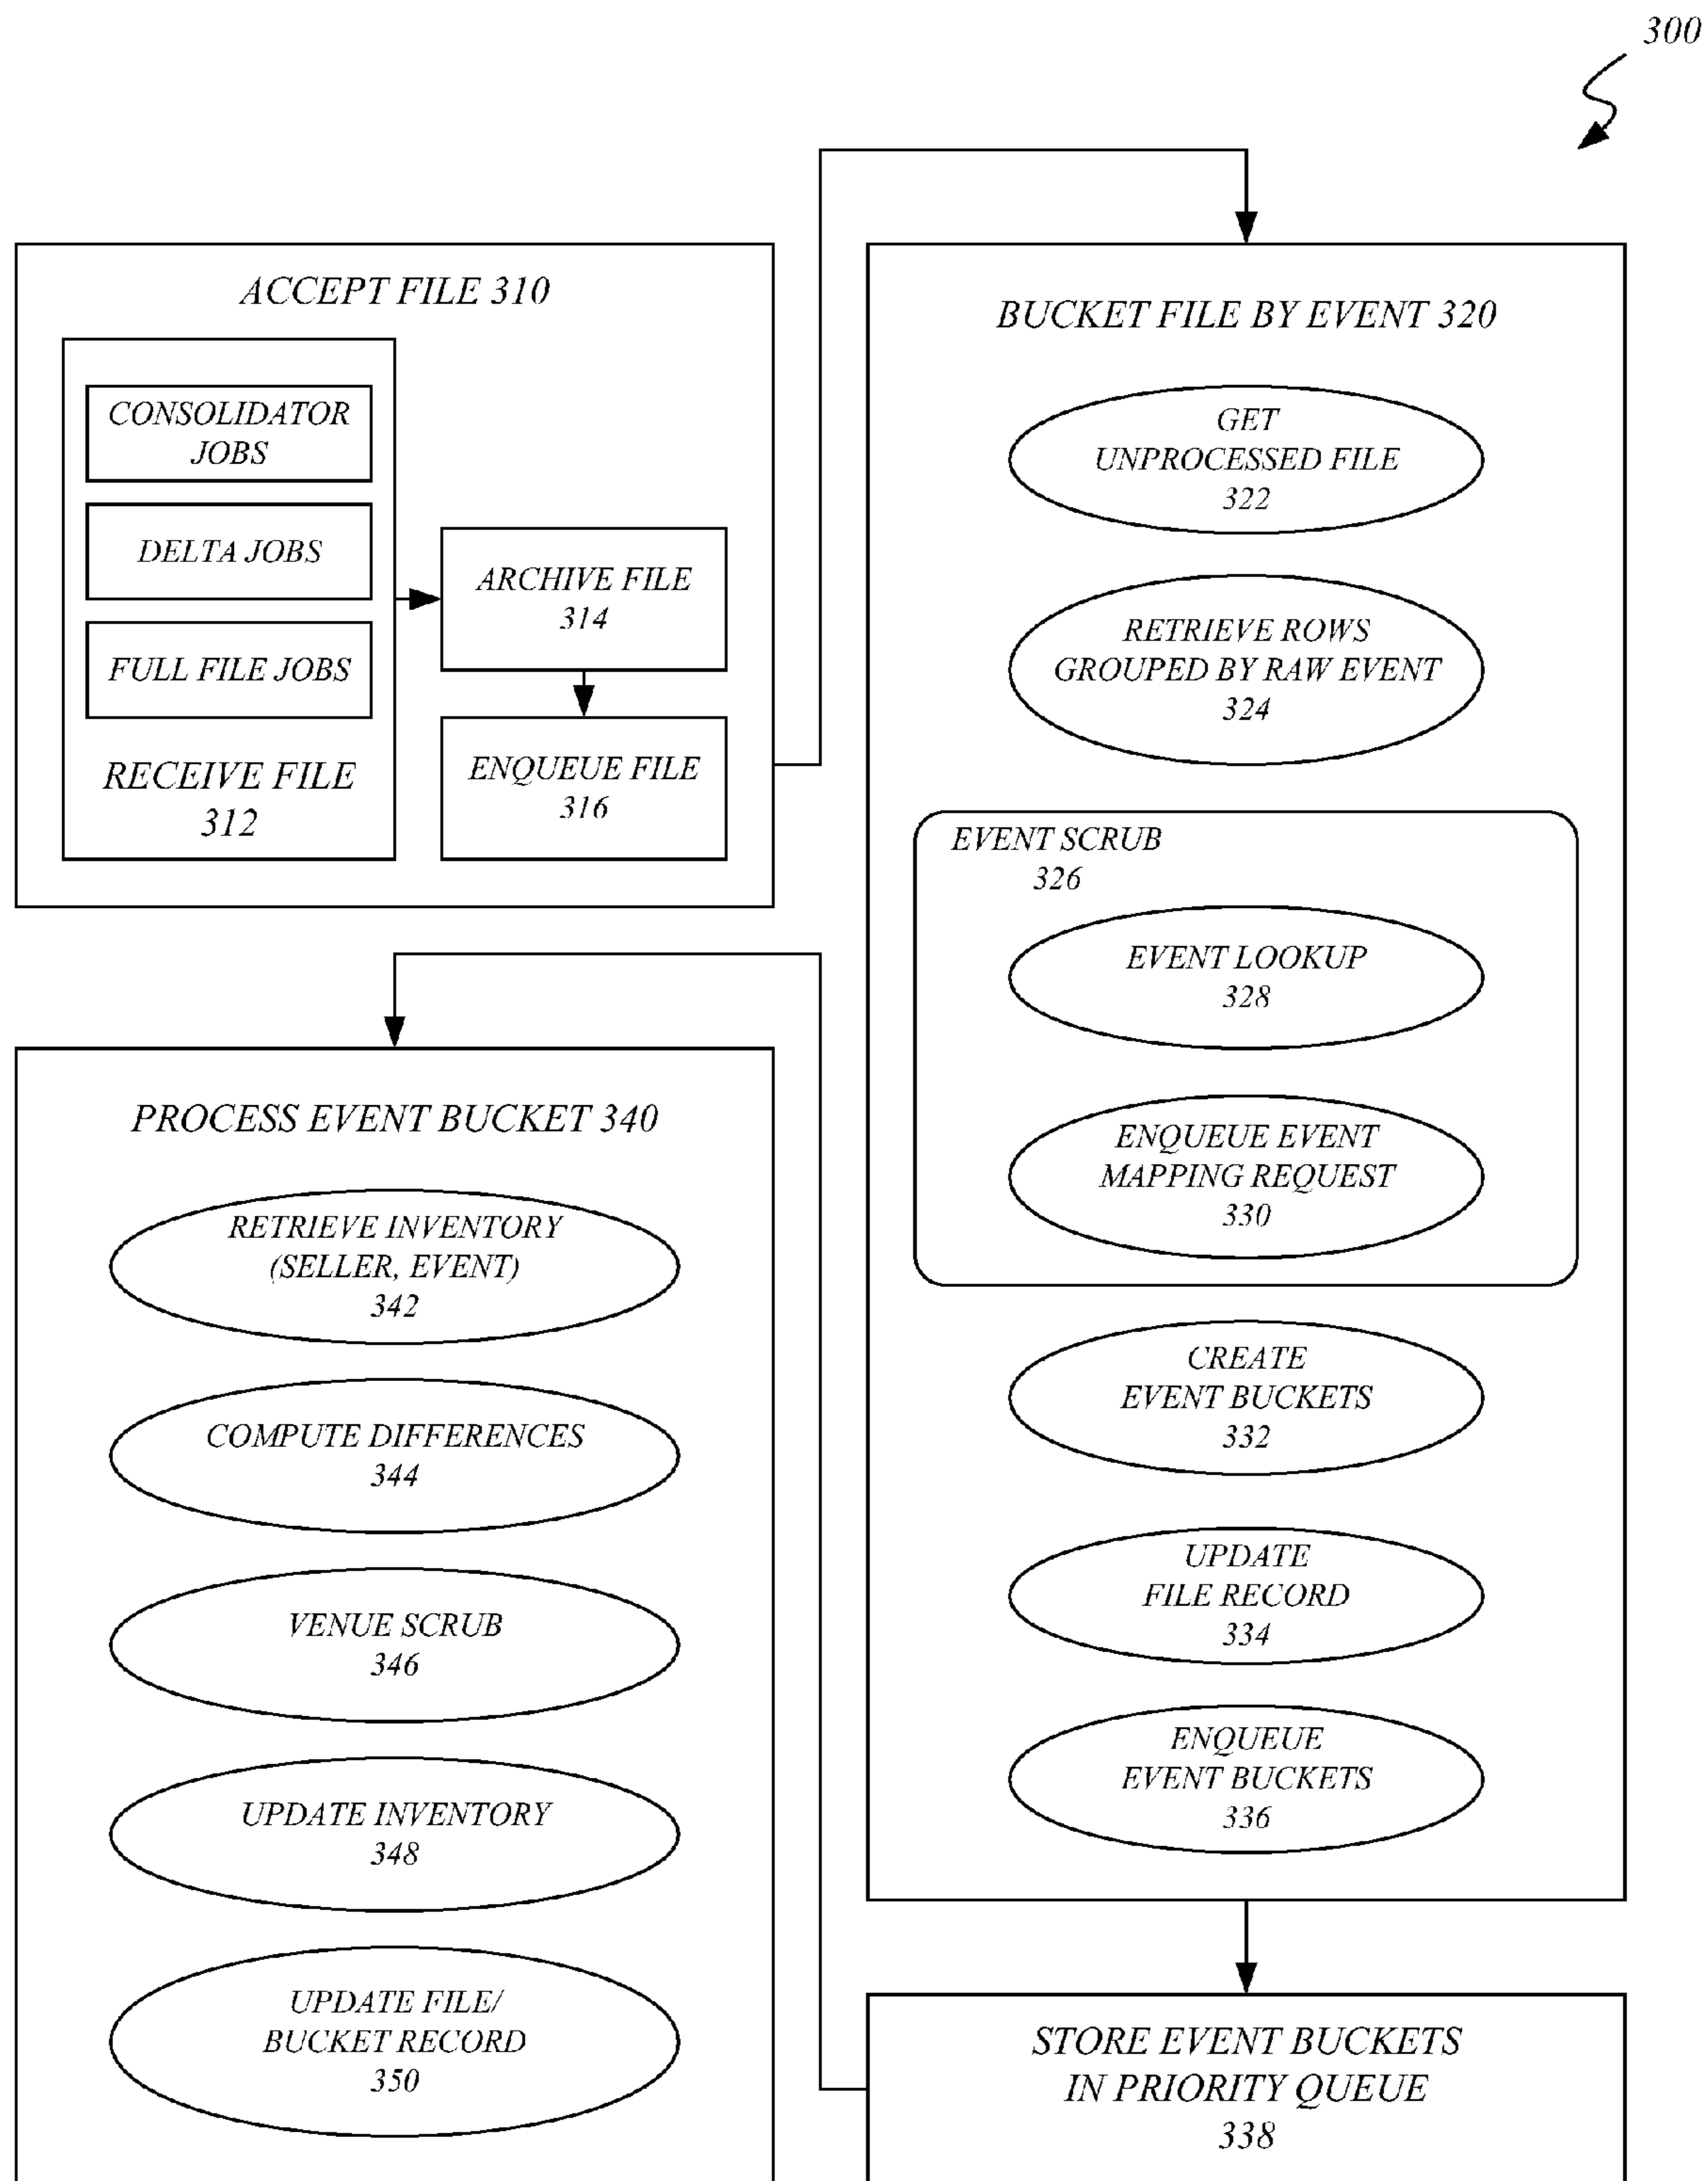 300
ACCEPT FILE 310
CONSOLIDATOR
JOBS
DELTA JOBS
FULL FILE JOBS
RECEIVE FILE
312
ARCHIVE FILE
314
ENQUEUE FILE
316
BUCKET FILE BY EVENT 320
GET
UNPROCESSED FILE
322
RETRIEVE ROWS
GROUPED BY RAW EVENT
324
EVENT SCRUB
326
EVENT LOOKUP
328
ENQUEUE EVENT
MAPPING REQUEST
330
CREATE
EVENT BUCKETS
332
UPDATE
FILE RECORD
334
ENQUEUE
EVENT BUCKETS
336
STORE EVENT BUCKETS
IN PRIORITY QUEUE
338
PROCESS EVENT BUCKET 340
RETRIEVE INVENTORY
(SELLER, EVENT)
342
COMPUTE DIFFERENCES
344
VENUE SCRUB
346
UPDATE INVENTORY
348
UPDATE FILE/
BUCKET RECORD
350